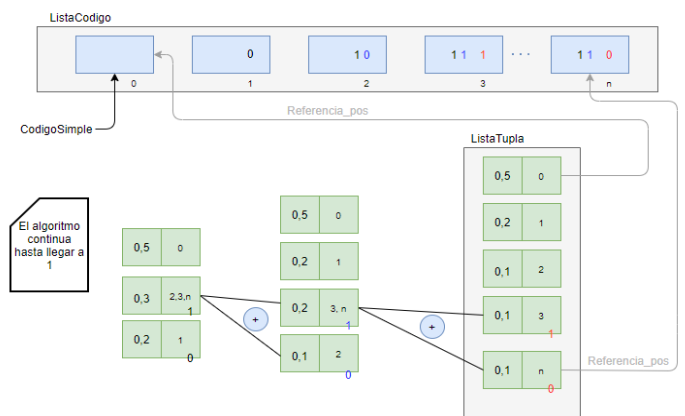 ListaCodigo
0
1 0
1 1 1
. . .
1 1 0
0
1
2
3
n
CodigoSimple
Referencia_pos
ListaTupla
El algoritmo
continua
hasta llegar a
1
0,5 0
0,3 2,3,n
1
0,2 1
0
+
0,5 0
0,2 1
0,2 3, n
1
0,1 2
0
+
0,5 0
0,2 1
0,1 2
0,1 3
1
0,1 n
0
Referencia_pos